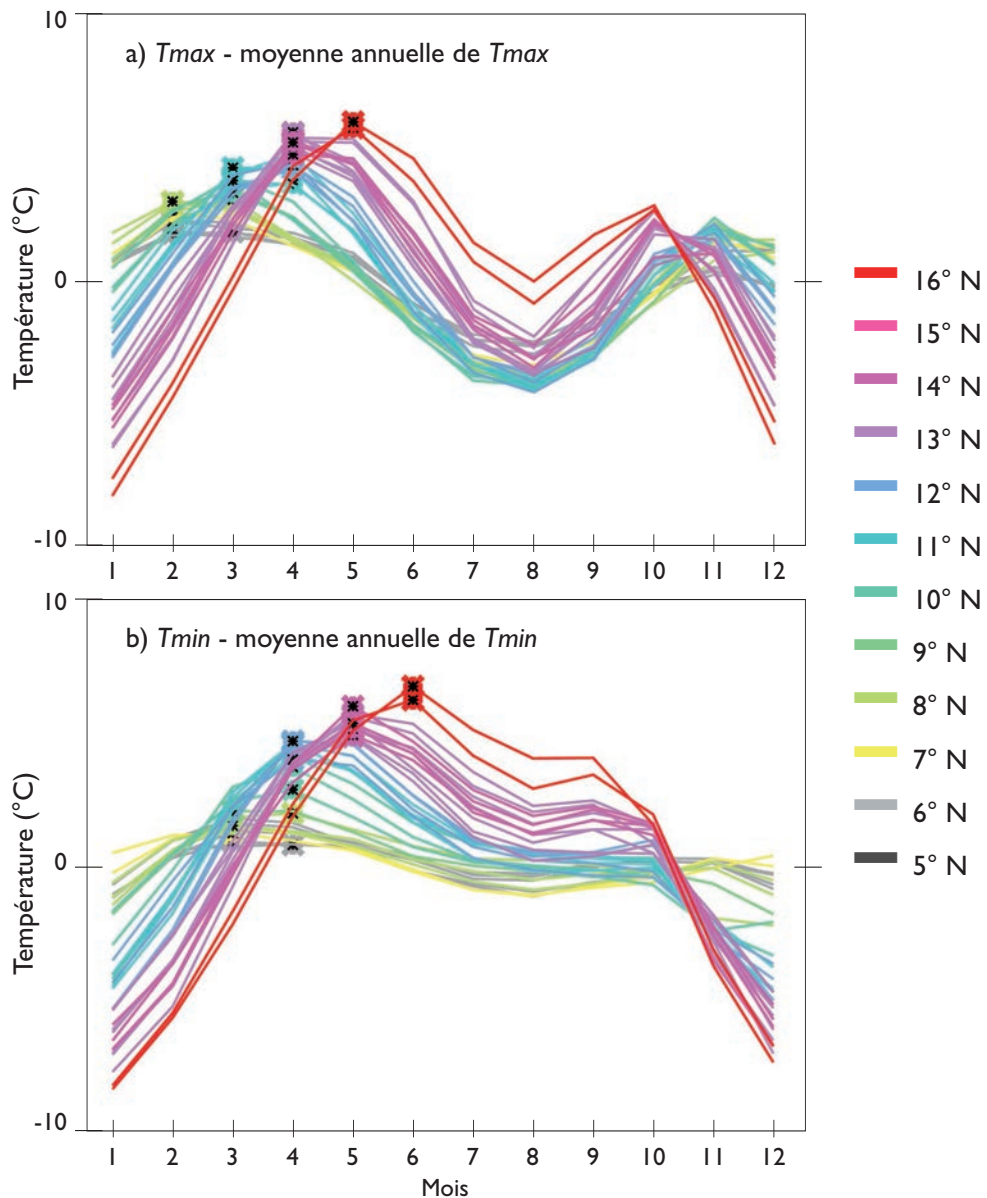 10
a) Tmax - moyenne annuelle de Tmax
Température (°C)
0
-10
1 2 3 4 5 6 7 8 9 10 11 12
10
b) Tmin - moyenne annuelle de Tmin
Température (°C)
0
-10
1 2 3 4 5 6 7 8 9 10 11 12
Mois
16° N
15° N
14° N
13° N
12° N
11° N
10° N
9° N
8° N
7° N
6° N
5° N